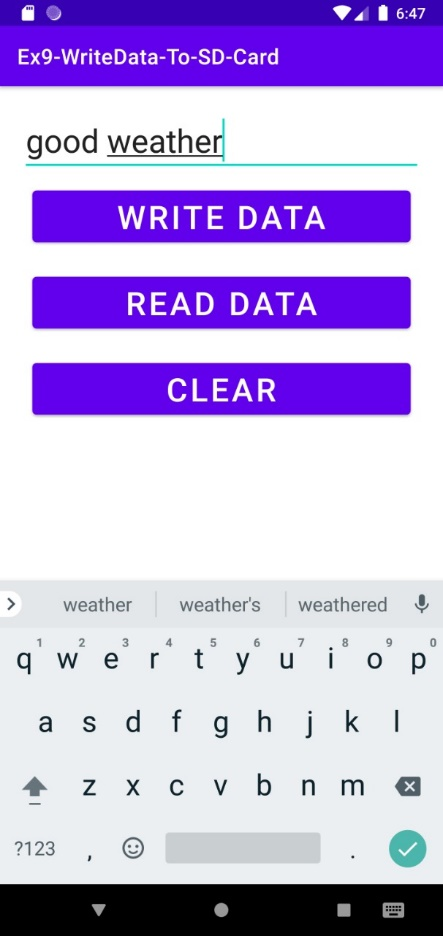 6:47
Ex9-WriteData-To-SD-Card
good weather
WRITE DATA
READ DATA
CLEAR
weather weather's weathered
1 2 3 4 5 6 7 8 9 0
q w e r t y u i o p
a s d f g h j k l
z x c v b n m
?123 , .